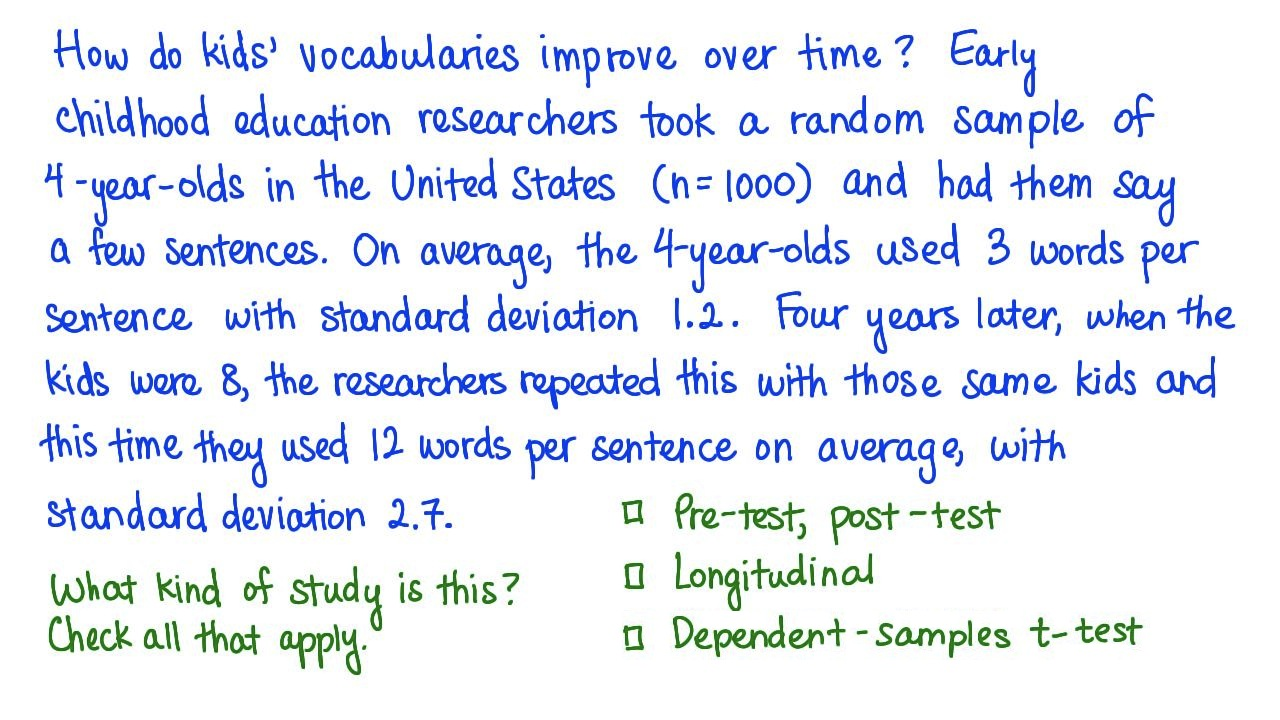 How do kids' vocabularies improve over time? Early
childhood education researchers took a random sample of
4-year-olds in the United States (n=1000) and had them say
a few sentences. On average, the 4-year-olds used 3 words per
sentence with standard deviation 1.2. Four years later, when the
kids were 8, the researchers repeated this with those same kids and
this time they used 12 words per sentence on average, with
standard deviation 2.7.
What kind of study is this?
Check all that apply.
□ Pre-test, post-test
□ Longitudinal
□ Dependent-samples t-test